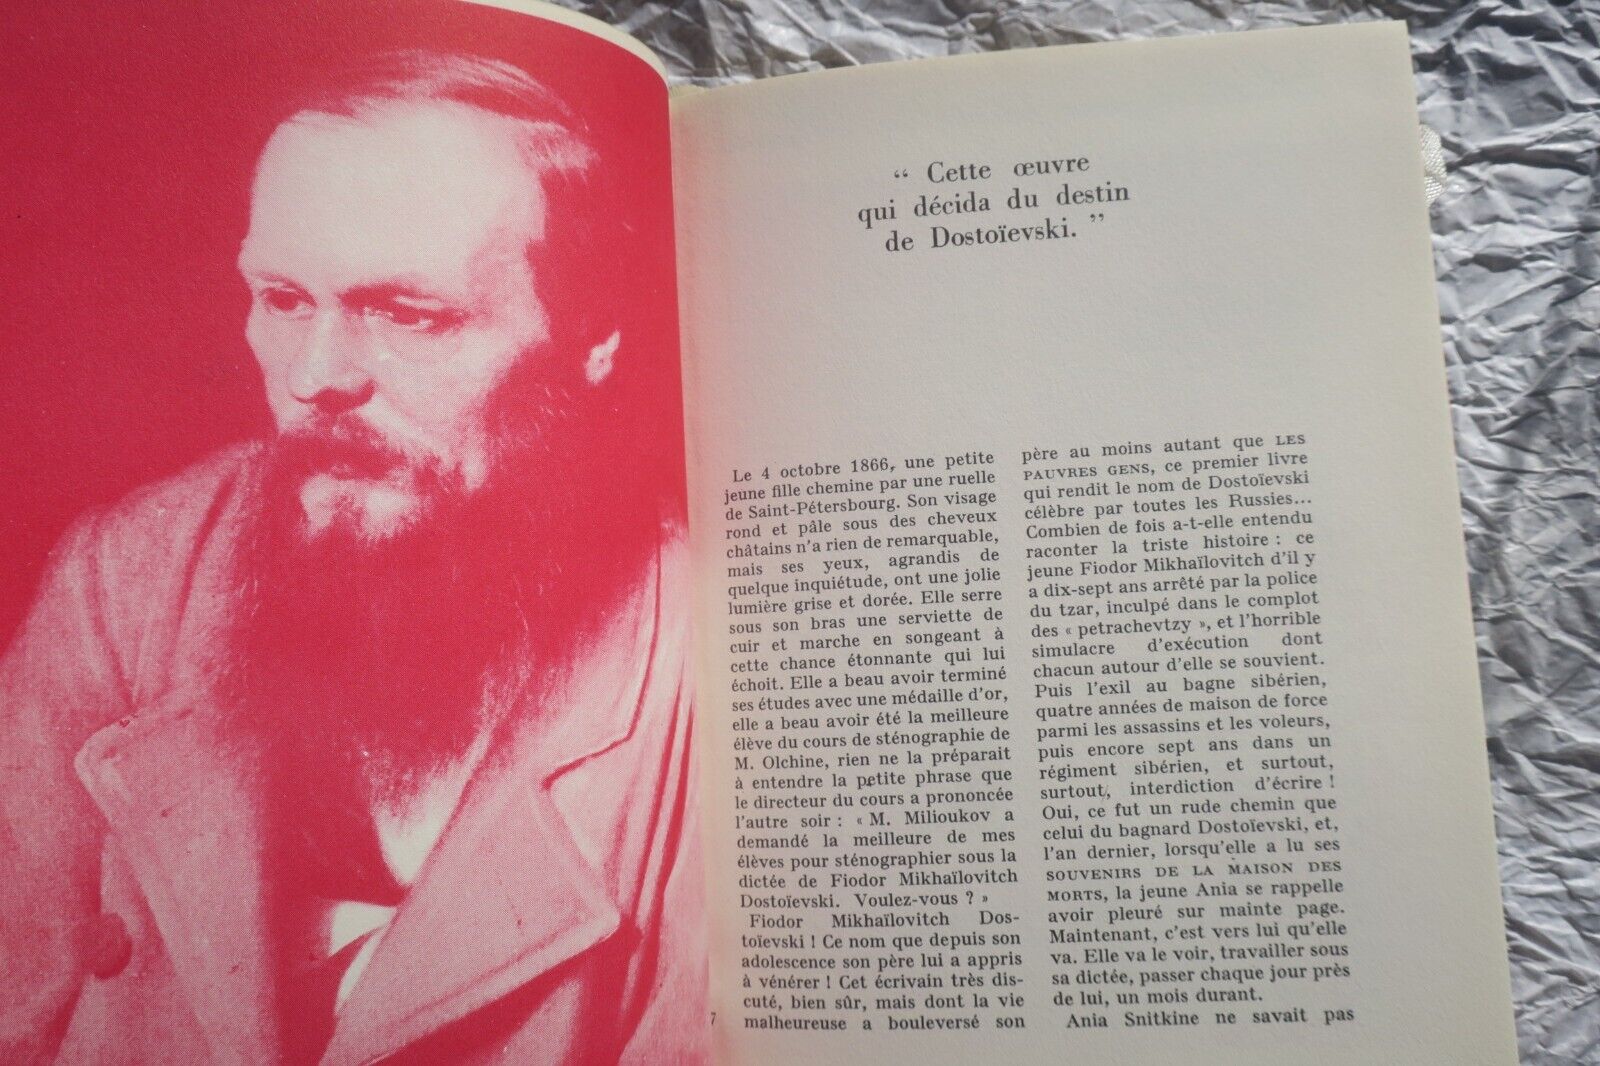 “ Cette œuvre
qui décida du destin
de Dostoïevski. ”
Le 4 octobre 1866, une petite
jeune fille chemine par une ruelle
de Saint-Pétersbourg. Son visage
rond et pâle sous des cheveux
châtains n'a rien de remarquable,
mais ses yeux, agrandis de
quelque inquiétude, ont une jolie
lumière grise et dorée. Elle serre
sous son bras une serviette de
cuir et marche en songeant à
cette chance étonnante qui lui
échoit. Elle a beau avoir terminé
ses études avec une médaille d'or,
elle a beau avoir été la meilleure
élève du cours de sténographie de
M. Olchine, rien ne la préparait
à entendre la petite phrase que
le directeur du cours a prononcée
l'autre soir : « M. Milioukov a
demandé la meilleure de mes
élèves pour sténographier sous la
dictée de Fiodor Mikhaïlovitch
Dostoïevski. Voulez-vous ? »
Fiodor Mikhaïlovitch Dos-
toïevski ! Ce nom que depuis son
adolescence son père lui a appris
à vénérer ! Cet écrivain très dis-
cuté, bien sûr, mais dont la vie
malheureuse a bouleversé son
père au moins autant que LES
PAUVRES GENS, ce premier livre
qui rendit le nom de Dostoïevski
célèbre par toutes les Russies...
Combien de fois a-t-elle entendu
raconter la triste histoire : ce
jeune Fiodor Mikhaïlovitch d'il y
a dix-sept ans arrêté par la police
du tzar, inculpé dans le complot
des « petrachevtzy », et l'horrible
simulacre d'exécution dont
chacun autour d'elle se souvient.
Puis l'exil au bagne sibérien,
quatre années de maison de force
parmi les assassins et les voleurs,
puis encore sept ans dans un
régiment sibérien, et surtout,
surtout, interdiction d'écrire !
Oui, ce fut un rude chemin que
celui du bagnard Dostoïevski, et,
l'an dernier, lorsqu'elle a lu ses
SOUVENIRS DE LA MAISON DES
MORTS, la jeune Ania se rappelle
avoir pleuré sur mainte page.
Maintenant, c'est vers lui qu'elle
va. Elle va le voir, travailler sous
sa dictée, passer chaque jour près
de lui, un mois durant.
Ania Snitkine ne savait pas
7